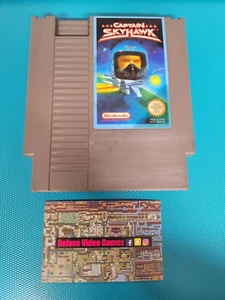 CAPTAIN
SKYHAWK
Nintendo
Deluxe Video Games